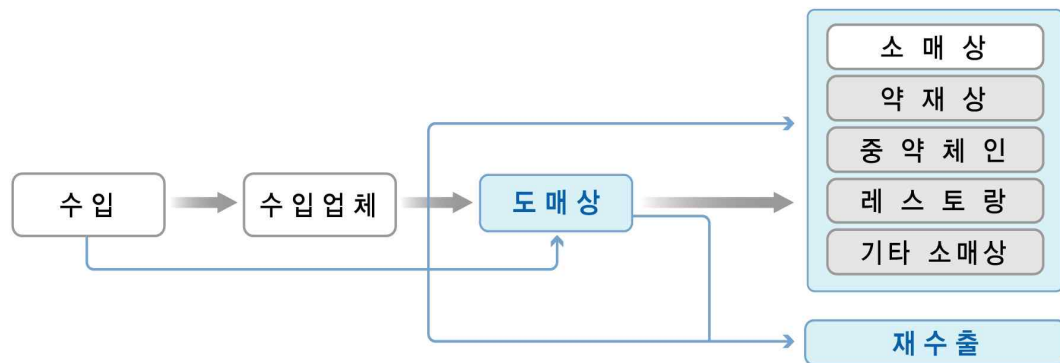 수입
수입업체
도매상
소매상
약재상
중약체인
레스토랑
기타 소매상
재수출